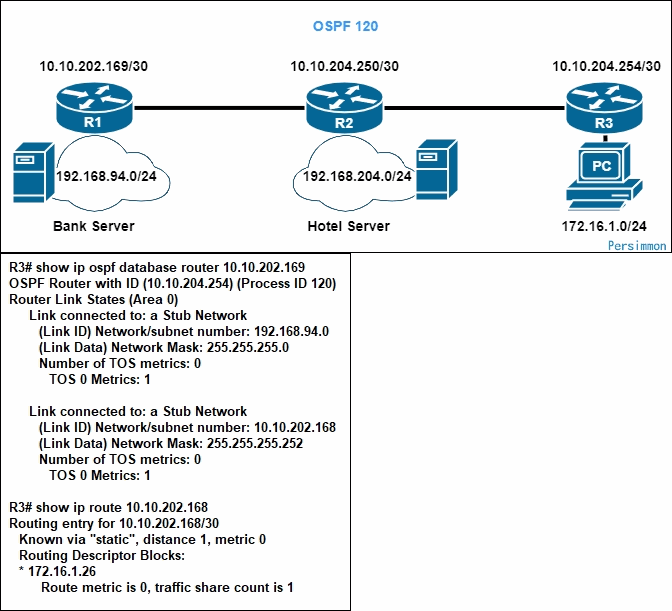 OSPF 120
10.10.202.169/30
10.10.204.250/30
10.10.204.254/30
R1
R2
R3
PC
192.168.94.0/24
192.168.204.0/24
Bank Server
Hotel Server
172.16.1.0/24
Persimmon
R3# show ip ospf database router 10.10.202.169
OSPF Router with ID (10.10.204.254) (Process ID 120)
Router Link States (Area 0)
Link connected to: a Stub Network
(Link ID) Network/subnet number: 192.168.94.0
(Link Data) Network Mask: 255.255.255.0
Number of TOS metrics: 0
TOS 0 Metrics: 1
Link connected to: a Stub Network
(Link ID) Network/subnet number: 10.10.202.168
(Link Data) Network Mask: 255.255.255.252
Number of TOS metrics: 0
TOS 0 Metrics: 1
R3# show ip route 10.10.202.168
Routing entry for 10.10.202.168/30
Known via "static", distance 1, metric 0
Routing Descriptor Blocks:
* 172.16.1.26
Route metric is 0, traffic share count is 1